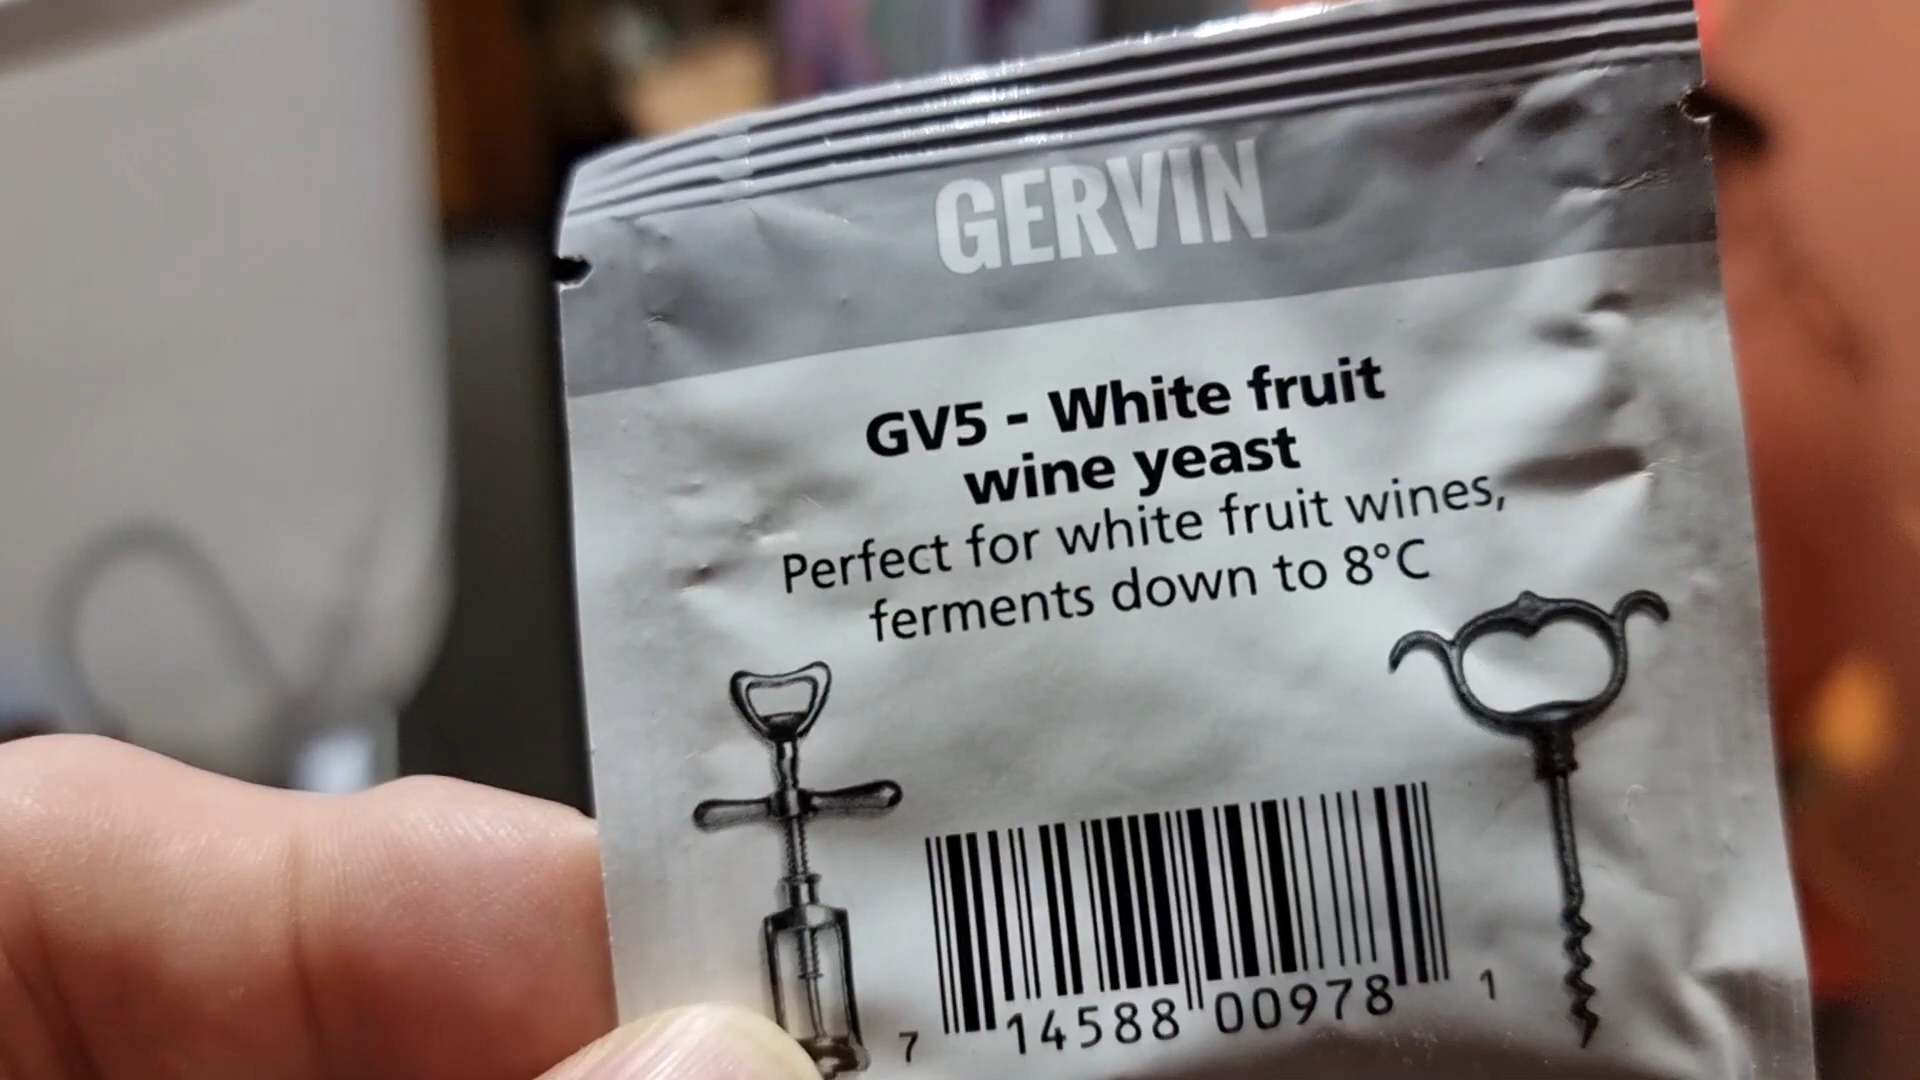 GERVIN
GV5 - White fruit
wine yeast
Perfect for white fruit wines,
ferments down to 8°C
7 14588 00978 1